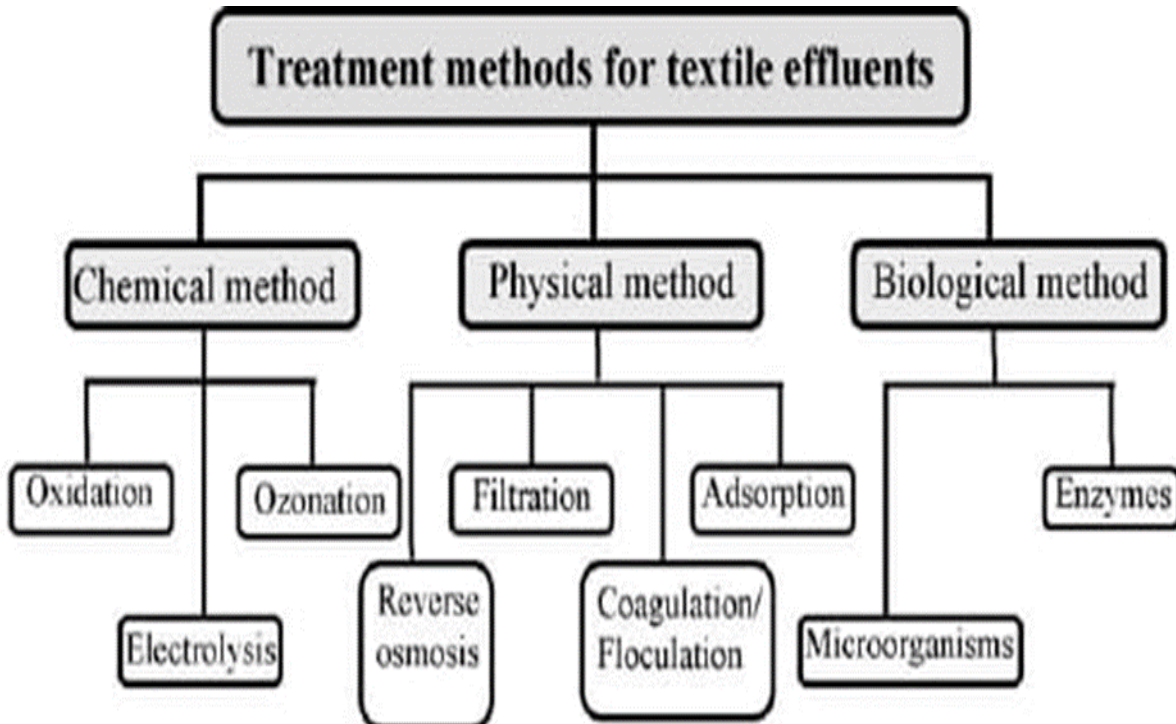 Treatment methods for textile effluents
Chemical method
Physical method
Biological method
Oxidation
Ozonation
Filtration
Adsorption
Enzymes
Electrolysis
Reverse
osmosis
Coagulation/
Floculation
Microorganisms